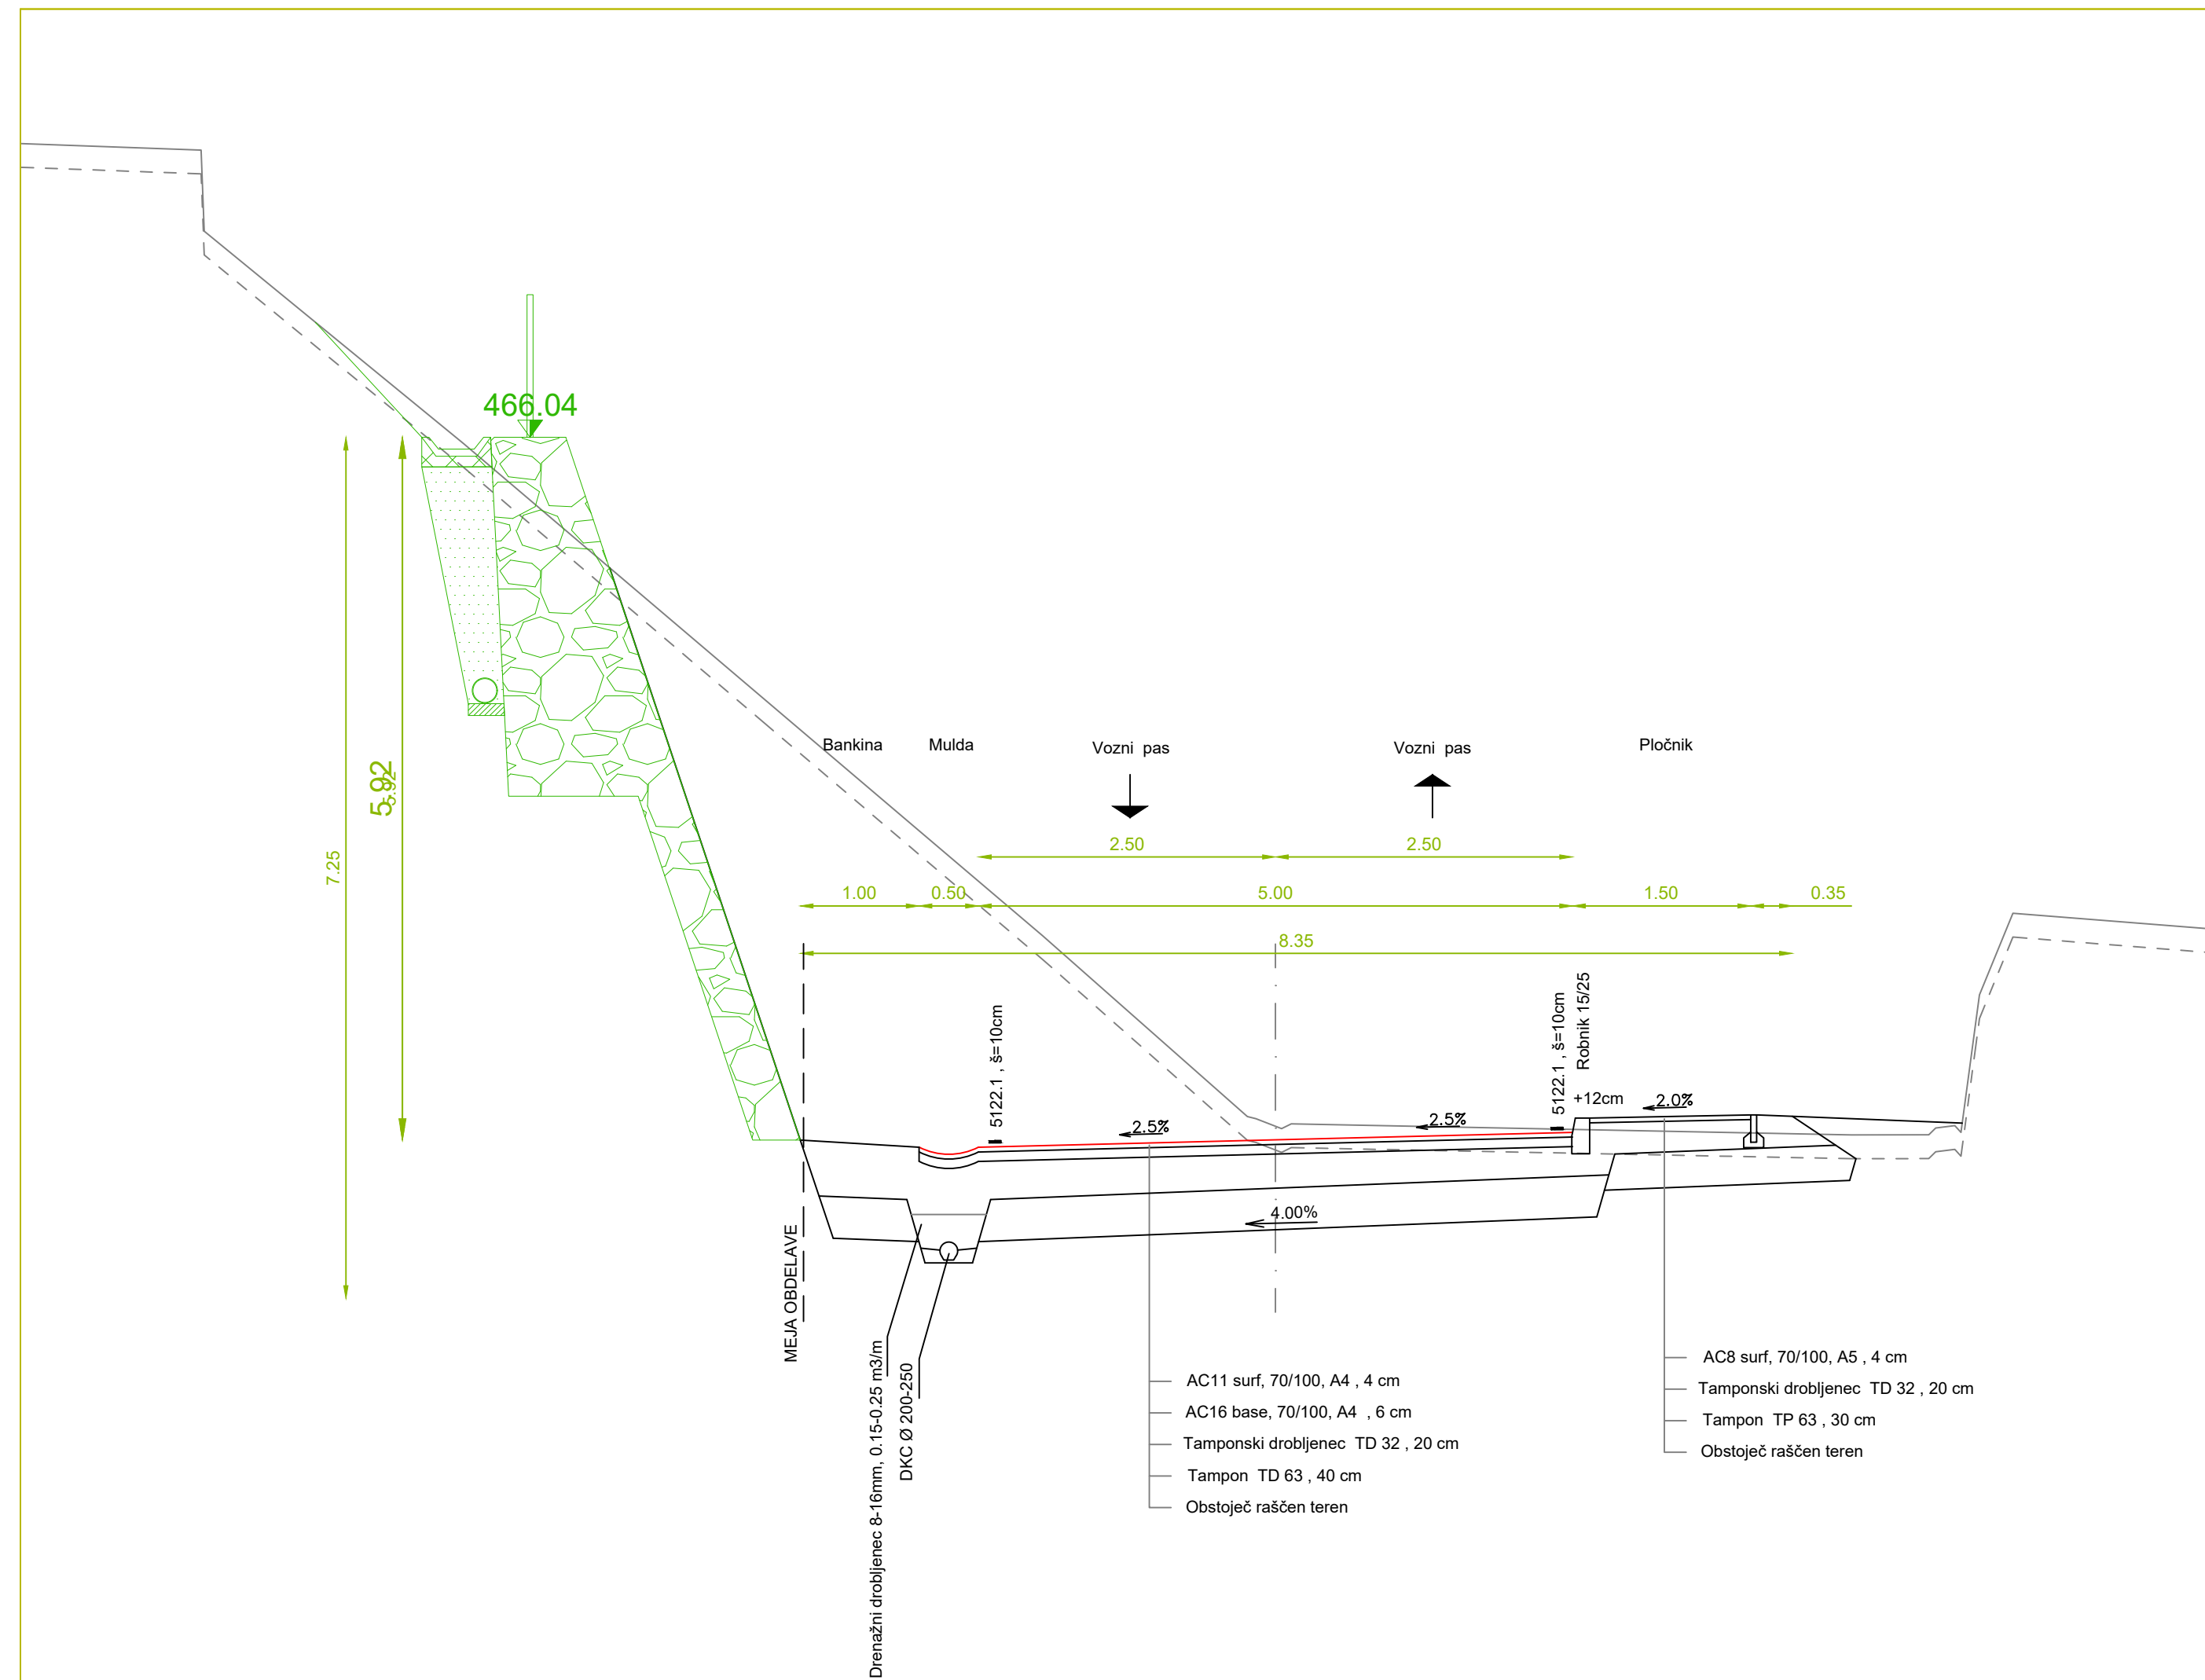 466.04
5.92
5.92
7.25
Bankina
Mulda
Vozni pas
Vozni pas
Pločnik
2.50
2.50
1.00
0.50
5.00
1.50
0.35
8.35
5122.1 , š=10cm
5122.1 , š=10cm
Robnik 15/25
+12cm
2.5%
2.5%
2.0%
4.00%
MEJA OBDELAVE
Drenažni drobljenec 8-16mm, 0.15-0.25 m3/m
DKC Ø 200-250
AC11 surf, 70/100, A4 , 4 cm
AC16 base, 70/100, A4 , 6 cm
Tamponski drobljenec TD 32 , 20 cm
Tampon TD 63 , 40 cm
Obstoječ raščen teren
AC8 surf, 70/100, A5 , 4 cm
Tamponski drobljenec TD 32 , 20 cm
Tampon TP 63 , 30 cm
Obstoječ raščen teren